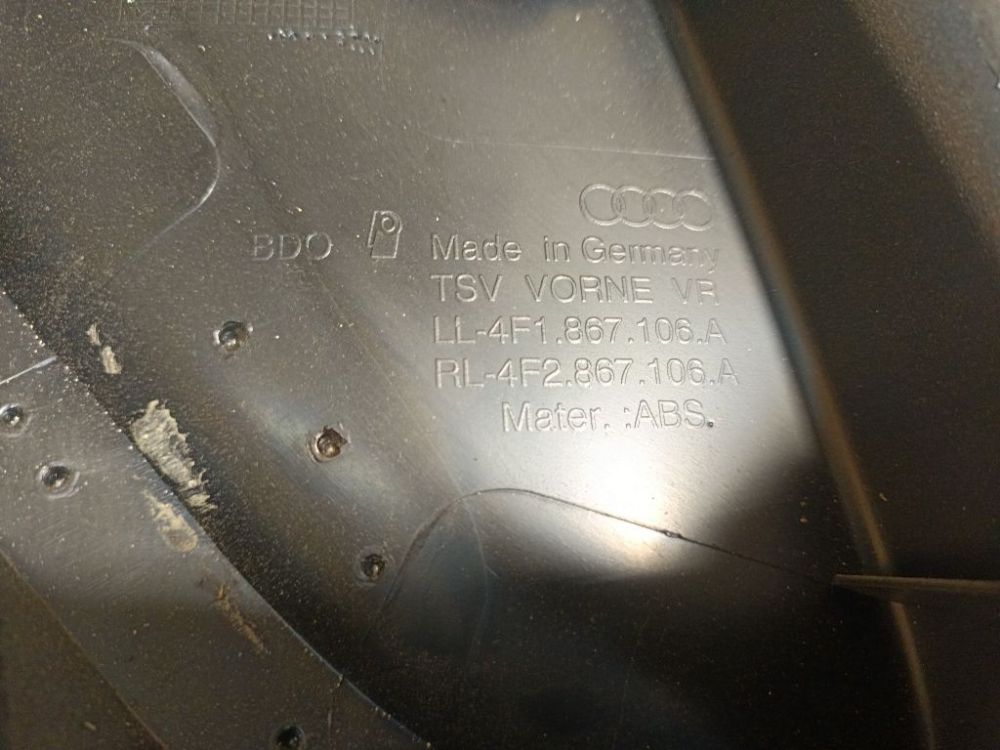 BDO Made in Germany
TSV VORNE VR
LL-4F1.867.106.A
RL-4F2.867.106.A
Mater. :ABS.